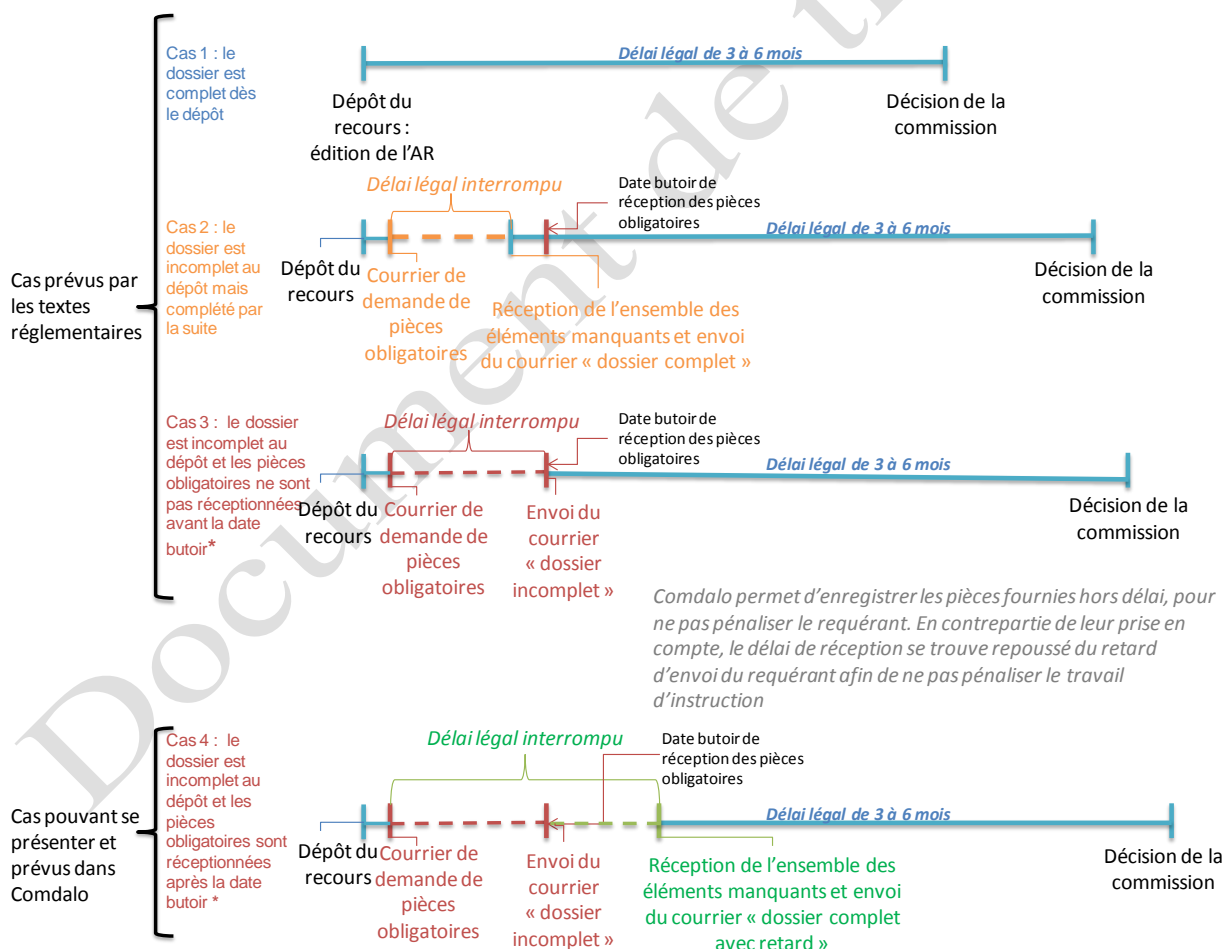 Cas 1 : le
dossier est
complet dès
le dépôt
Délai légal de 3 à 6 mois
Dépôt du
recours :
édition de l'AR
Décision de la
commission
Cas prévus par
les textes
réglementaires
Cas 2 : le
dossier est
incomplet au
dépôt mais
complété par
la suite
Délai légal interrompu
Date butoir de
réception des pièces
obligatoires
Délai légal de 3 à 6 mois
Dépôt du
recours
Courrier de
demande de
pièces
obligatoires
Réception de l'ensemble des
éléments manquants et envoi
du courrier « dossier complet »
Décision de la
commission
Cas 3 : le dossier
est incomplet au
dépôt et les pièces
obligatoires ne sont
pas réceptionnées
avant la date
butoir*
Délai légal interrompu
Date butoir de
réception des pièces
obligatoires
Délai légal de 3 à 6 mois
Dépôt du
recours
Courrier de
demande de
pièces
obligatoires
Envoi du
courrier
« dossier
incomplet »
Décision de la
commission
Comdalo permet d'enregistrer les pièces fournies hors délai, pour
ne pas pénaliser le requérant. En contrepartie de leur prise en
compte, le délai de réception se trouve repoussé du retard
d'envoi du requérant afin de ne pas pénaliser le travail
d'instruction
Cas pouvant se
présenter et
prévus dans
Comdalo
Cas 4 : le
dossier est
incomplet au
dépôt et les
pièces
obligatoires sont
réceptionnées
après la date
butoir *
Délai légal interrompu
Date butoir de
réception des pièces
obligatoires
Délai légal de 3 à 6 mois
Dépôt du
recours
Courrier de
demande de
pièces
obligatoires
Envoi du
courrier
« dossier
incomplet »
Réception de l'ensemble des
éléments manquants et envoi
du courrier « dossier complet
avec retard »
Décision de la
commission
Document de